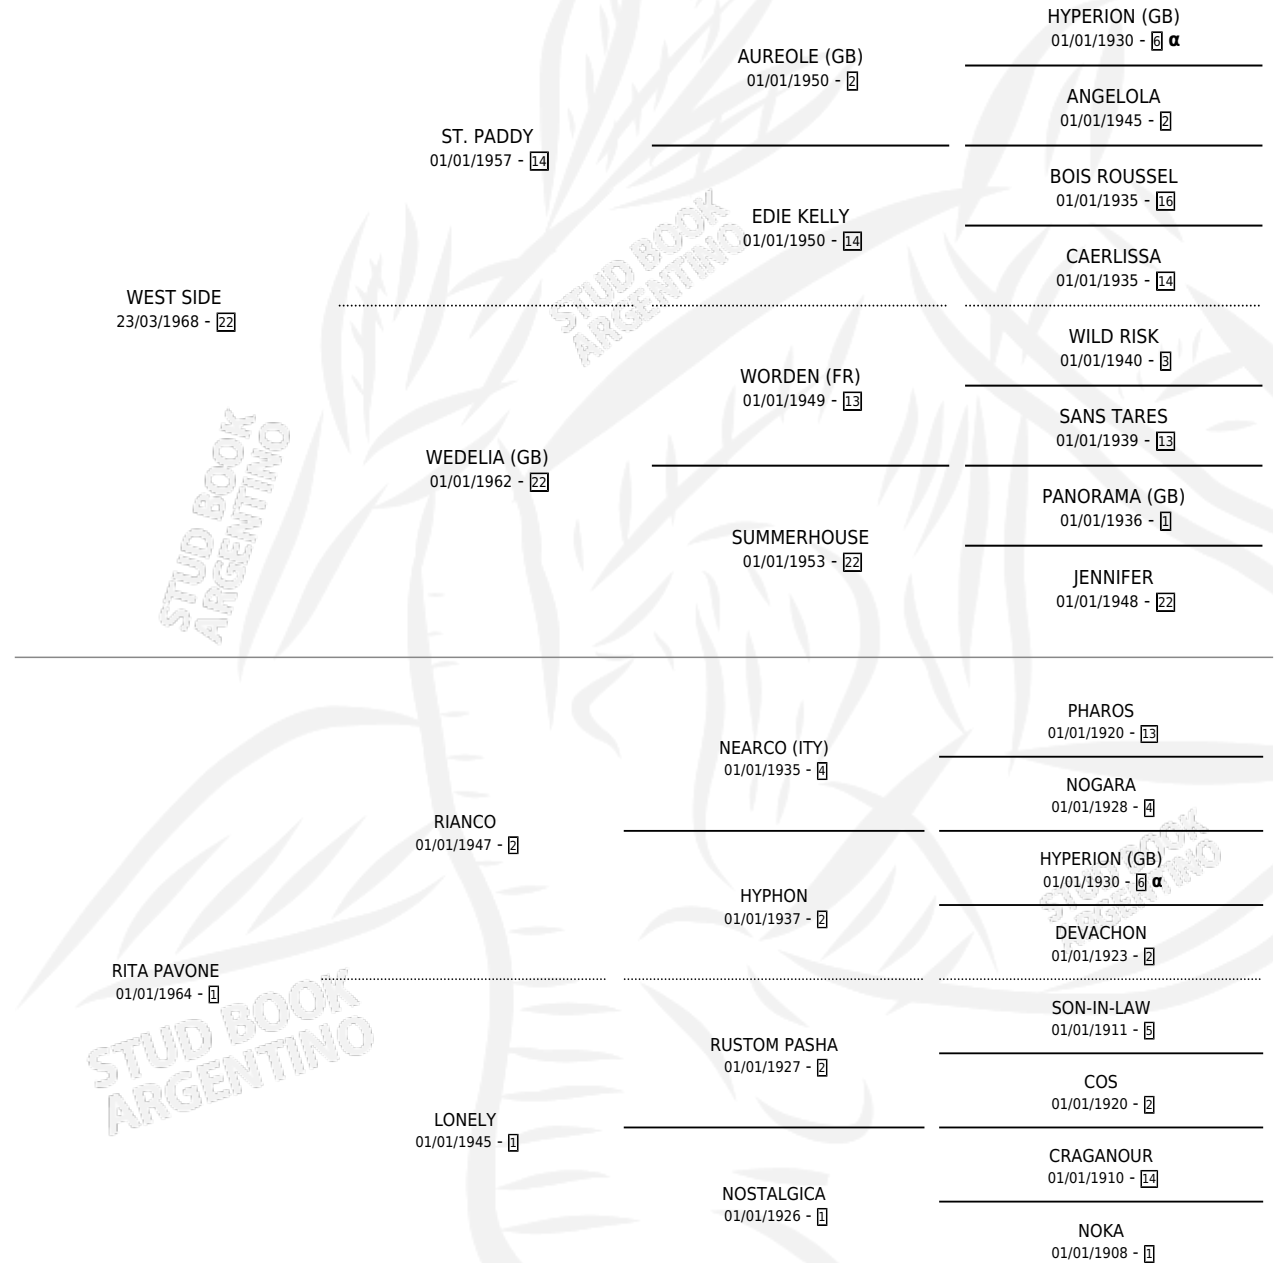 HYPERION (GB)
01/01/1930 - 6 α
AUREOLE (GB)
01/01/1950 - 2
ANGELOLA
01/01/1945 - 2
ST. PADDY
01/01/1957 - 14
BOIS ROUSSEL
01/01/1935 - 16
EDIE KELLY
01/01/1950 - 14
CAERLISSA
01/01/1935 - 14
WEST SIDE
23/03/1968 - 22
WILD RISK
01/01/1940 - 3
WORDEN (FR)
01/01/1949 - 13
SANS TARES
01/01/1939 - 13
WEDELIA (GB)
01/01/1962 - 22
PANORAMA (GB)
01/01/1936 - 1
SUMMERHOUSE
01/01/1953 - 22
JENNIFER
01/01/1948 - 22
PHAROS
01/01/1920 - 13
NEARCO (ITY)
01/01/1935 - 4
NOGARA
01/01/1928 - 4
RIANCO
01/01/1947 - 2
HYPERION (GB)
01/01/1930 - 6 α
HYPHON
01/01/1937 - 2
DEVACHON
01/01/1923 - 2
RITA PAVONE
01/01/1964 - 1
SON-IN-LAW
01/01/1911 - 5
RUSTOM PASHA
01/01/1927 - 2
COS
01/01/1920 - 2
LONELY
01/01/1945 - 1
CRAGANOUR
01/01/1910 - 14
NOSTALGICA
01/01/1926 - 1
NOKA
01/01/1908 - 1
STUD BOOK
ARGENTINO
STUD BOOK
ARGENTINO
STUD BOOK
ARGENTINO
STUD BOOK
ARGENTINO